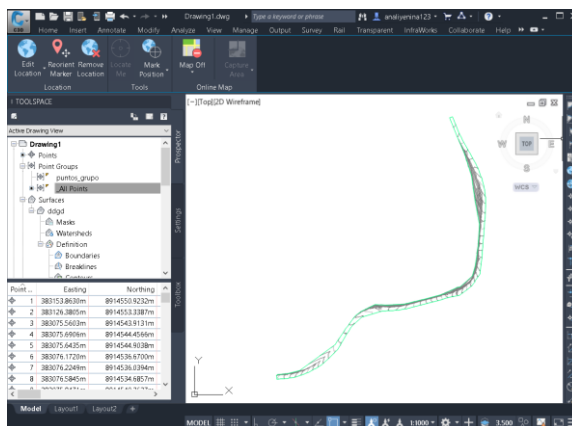 Drawing1.dwg
Type a keyword or phrase
analiyenina123
C3D
Home Insert Annotate Modify Analyze View Manage Output Survey Rail Transparent InfraWorks Collaborate Help
Edit Location
Reorient Marker
Remove Location
Locate Me
Mark Position
Map Off
Capture Area
Location
Tools
Online Map
TOOLSPACE
[−][Top][2D Wireframe]
Active Drawing View
Drawing1
Points
Point Groups
puntos_grupo
_All Points
Surfaces
ddgd
Masks
Watersheds
Definition
Boundaries
Breaklines
Contours
Prospector
Settings
Toolbox
N
W TOP E
S
WCS
Point .. Easting Northing
1 383153.8630m 8914550.9232m
2 383126.3805m 8914553.3387m
3 383075.5603m 8914543.9131m
4 383075.6906m 8914544.4566m
5 383075.6435m 8914544.9038m
6 383076.1720m 8914536.6700m
7 383076.2249m 8914539.0394m
8 383076.5845m 8914534.6857m
Y
X
Model Layout1 Layout2 +
MODEL 1:1000 3.500